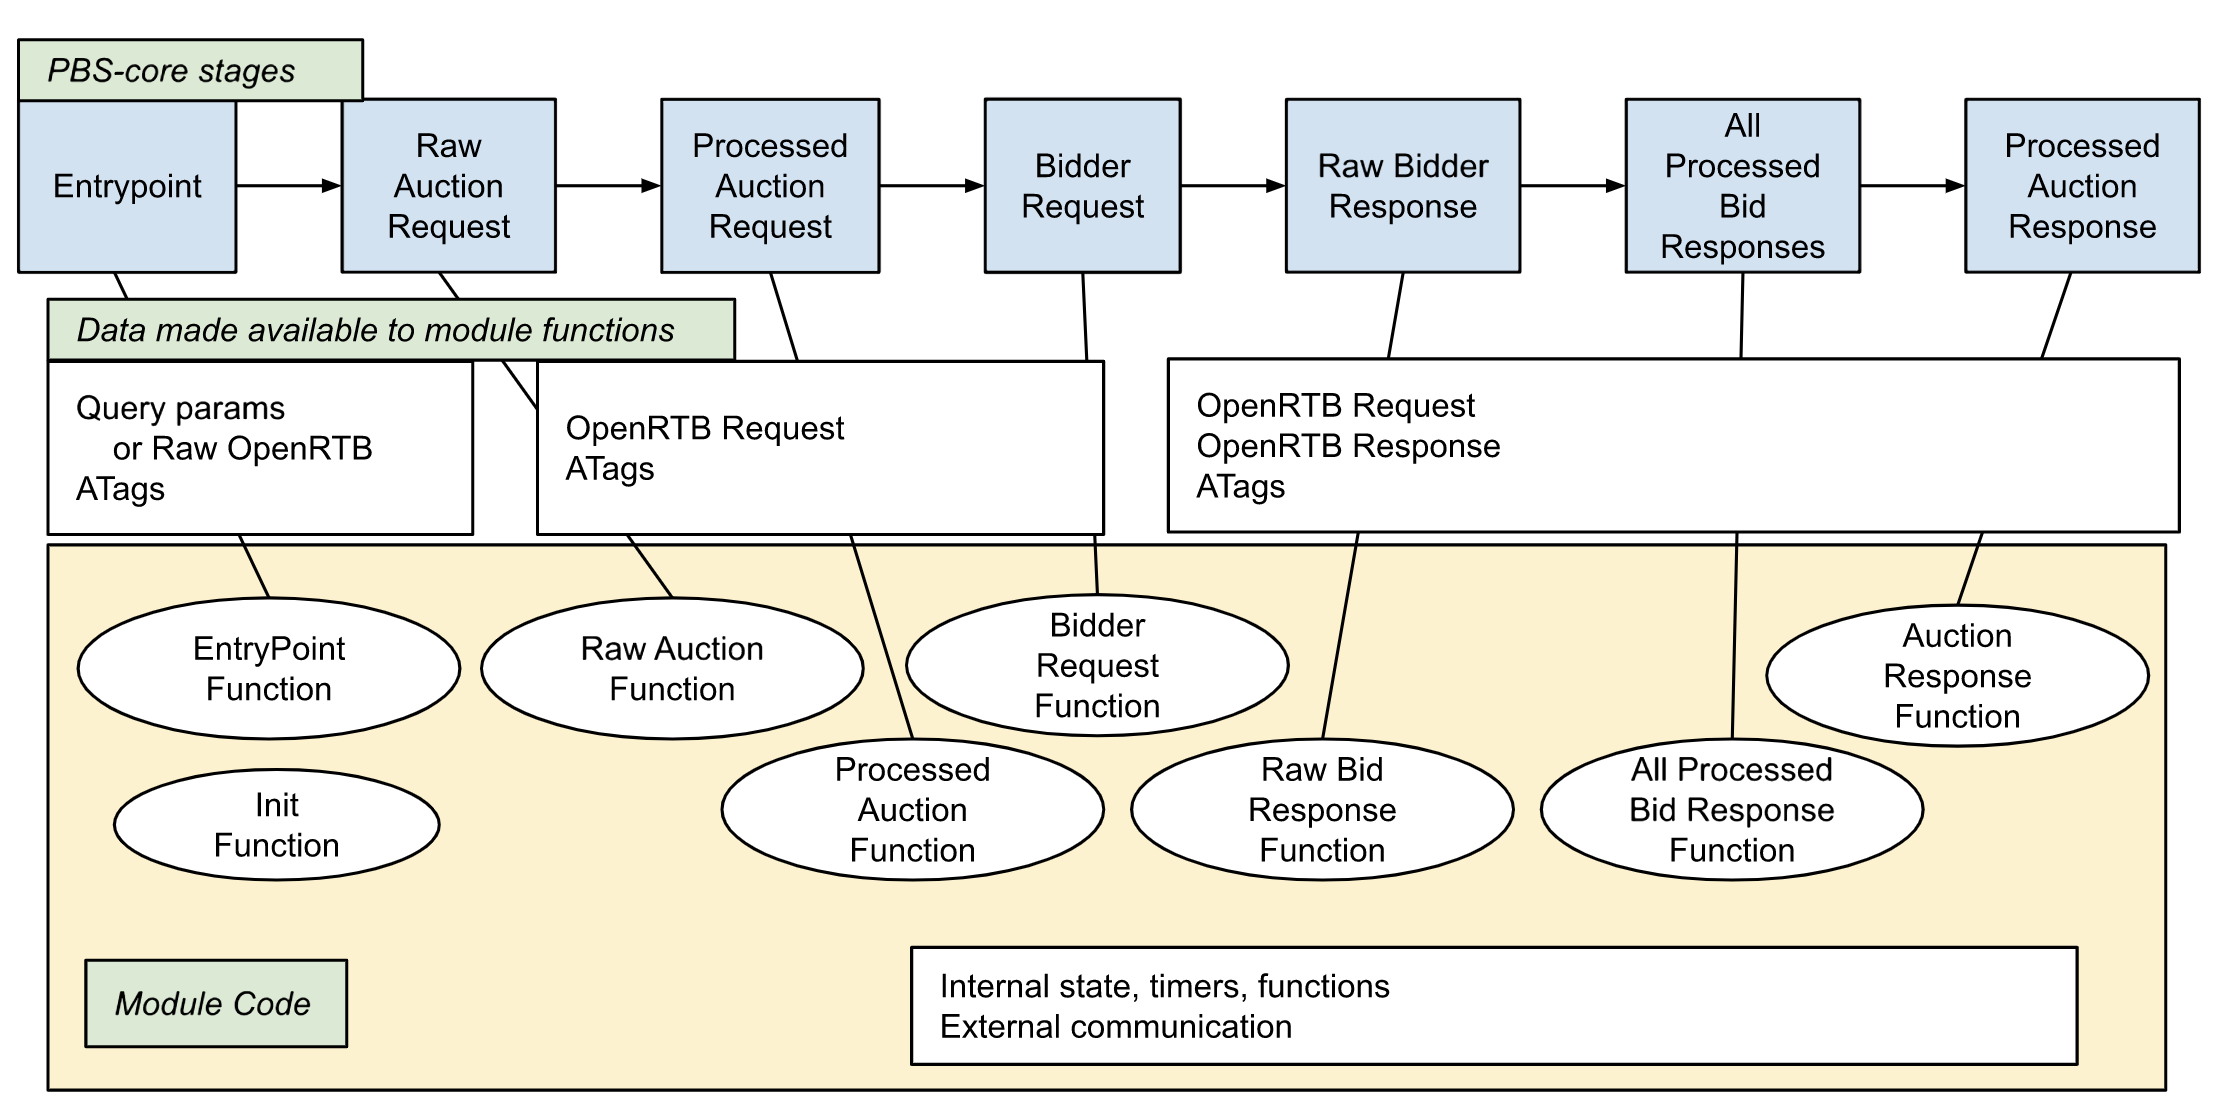 PBS-core stages
Entrypoint
Raw
Auction
Request
Processed
Auction
Request
Bidder
Request
Raw Bidder
Response
All
Processed
Bid
Responses
Processed
Auction
Response
Data made available to module functions
Query params
or Raw OpenRTB
ATags
OpenRTB Request
ATags
OpenRTB Request
OpenRTB Response
ATags
EntryPoint
Function
Raw Auction
Function
Bidder
Request
Function
Auction
Response
Function
Init
Function
Processed
Auction
Function
Raw Bid
Response
Function
All Processed
Bid Response
Function
Module Code
Internal state, timers, functions
External communication